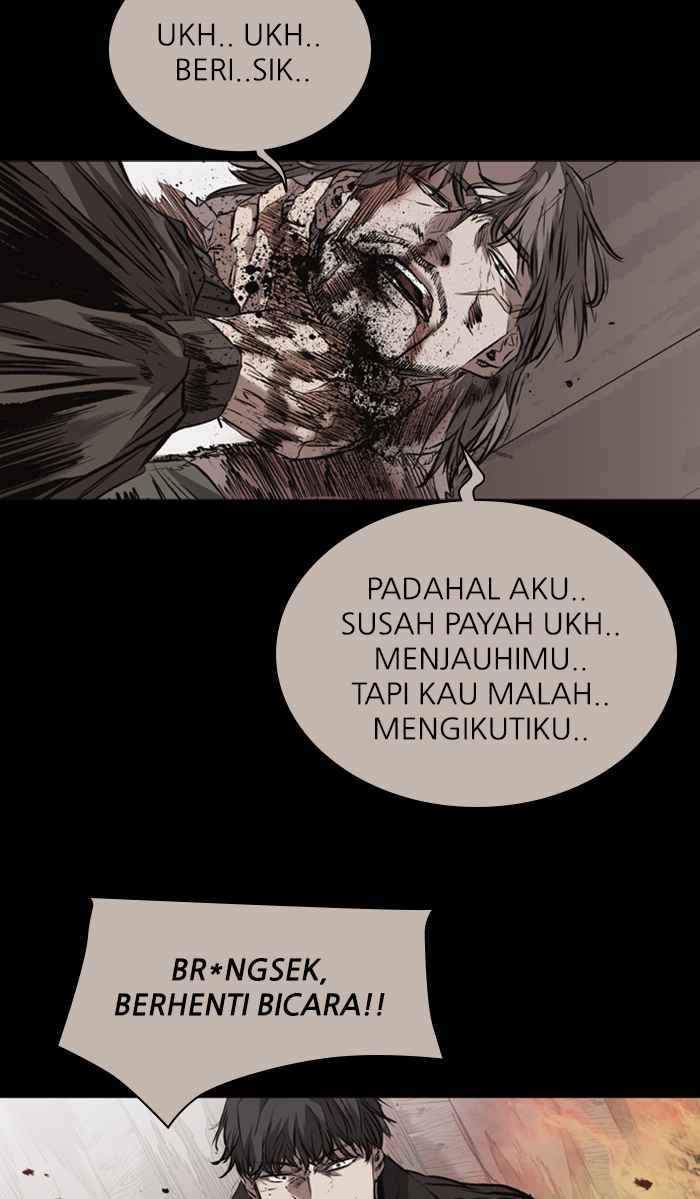 UKH.. UKH..
BERI..SIK..
PADAHAL AKU..
SUSAH PAYAH UKH..
MENJAUHIMU..
TAPI KAU MALAH..
MENGIKUTIKU..
BR*NGSEK,
BERHENTI BICARA!!